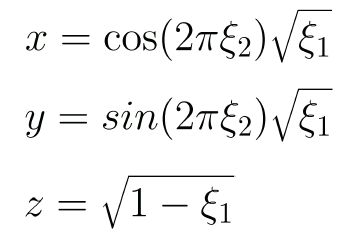 x = cos(2πξ₂)√ξ₁
y = sin(2πξ₂)√ξ₁
z = √(1 − ξ₁)